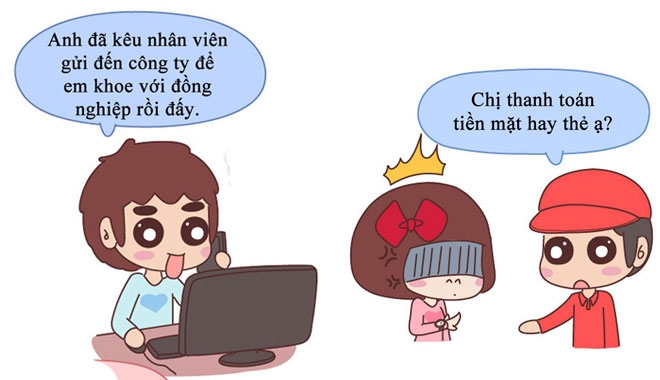 Anh đã kêu nhân viên
gửi đến công ty để
em khoe với đồng
nghiệp rồi đấy.
Chị thanh toán
tiền mặt hay thẻ ạ?